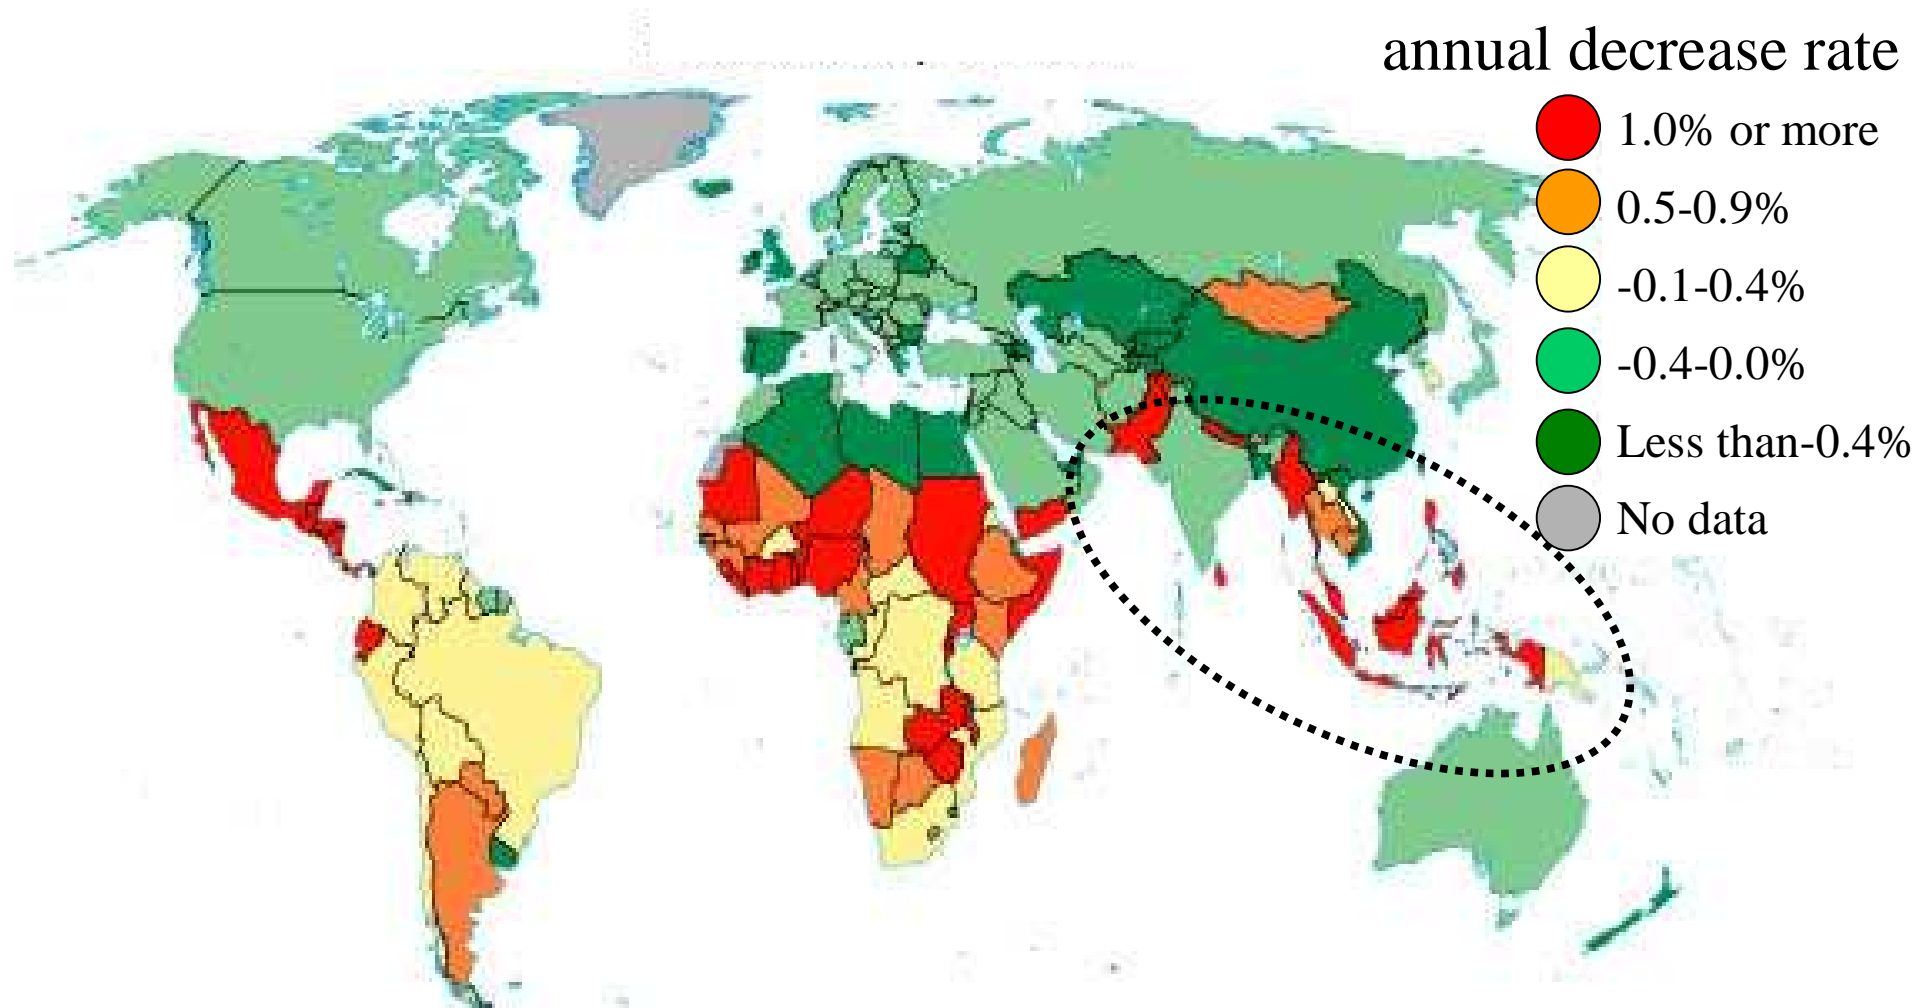 annual decrease rate
1.0% or more
0.5-0.9%
-0.1-0.4%
-0.4-0.0%
Less than-0.4%
No data